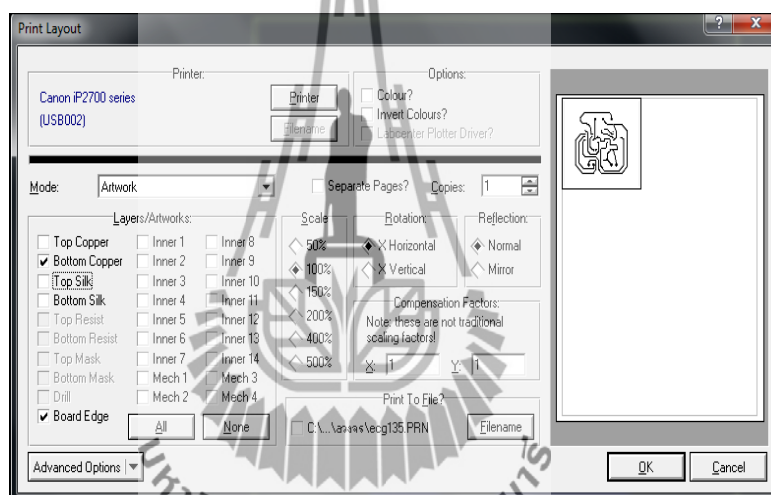 Print Layout
Printer:
Canon iP2700 series
(USB002)
Printer
Filename
Options:
Colour?
Invert Colours?
Labcenter Plotter Driver?
Mode: Artwork
Separate Pages? Copies: 1
Layers/Artworks:
Top Copper Inner 1 Inner 8
Bottom Copper Inner 2 Inner 9
Top Silk Inner 3 Inner 10
Bottom Silk Inner 4 Inner 11
Top Resist Inner 5 Inner 12
Bottom Resist Inner 6 Inner 13
Top Mask Inner 7 Inner 14
Bottom Mask Mech 1 Mech 3
Drill Mech 2 Mech 4
Board Edge All None
Scale
50%
100%
150%
200%
400%
500%
Rotation:
X Horizontal
X Vertical
Reflection:
Normal
Mirror
Compensation Factors:
Note: these are not traditional
scaling factors!
X: 1 Y: 1
Print To File?
\ecg135.PRN Filename
Advanced Options
OK Cancel